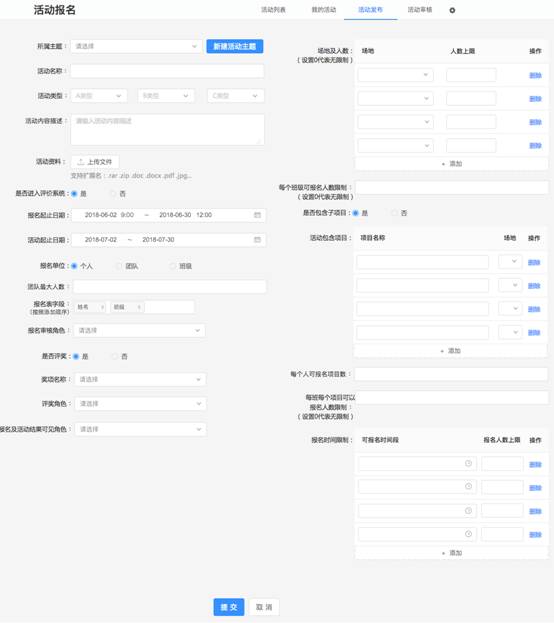 活动报名
活动列表 我的活动 活动发布 活动审核
所属主题： 请选择 新建活动主题
活动名称：
活动类型： A类型 B类型 C类型
活动内容描述： 请输入活动内容描述
活动资料： 上传文件
支持扩展名：.rar .zip .doc .docx .pdf .jpg...
是否进入评价系统： 是 否
报名起止日期： 2018-06-02 9:00 ~ 2018-06-30 12:00
活动起止日期： 2018-07-02 ~ 2018-07-30
报名单位： 个人 团队 班级
团队最大人数：
报名表字段： 姓名 班级
（按照添加顺序）
报名审核角色： 请选择
是否评奖： 是 否
奖项名称： 请选择
评奖角色： 请选择
报名及活动结果可见角色： 请选择
场地及人数： 场地 人数上限 操作
（设置0代表无限制）
删除
删除
删除
删除
+ 添加
每个班级可报名人数限制：
（设置0代表无限制）
是否包含子项目： 是 否
活动包含项目： 项目名称 场地 操作
删除
删除
删除
删除
+ 添加
每个人可报名项目数：
每班每个项目可以
报名人数限制：
（设置0代表无限制）
报名时间限制： 可报名时间段 报名人数上限 操作
删除
删除
删除
删除
+ 添加
提 交 取 消